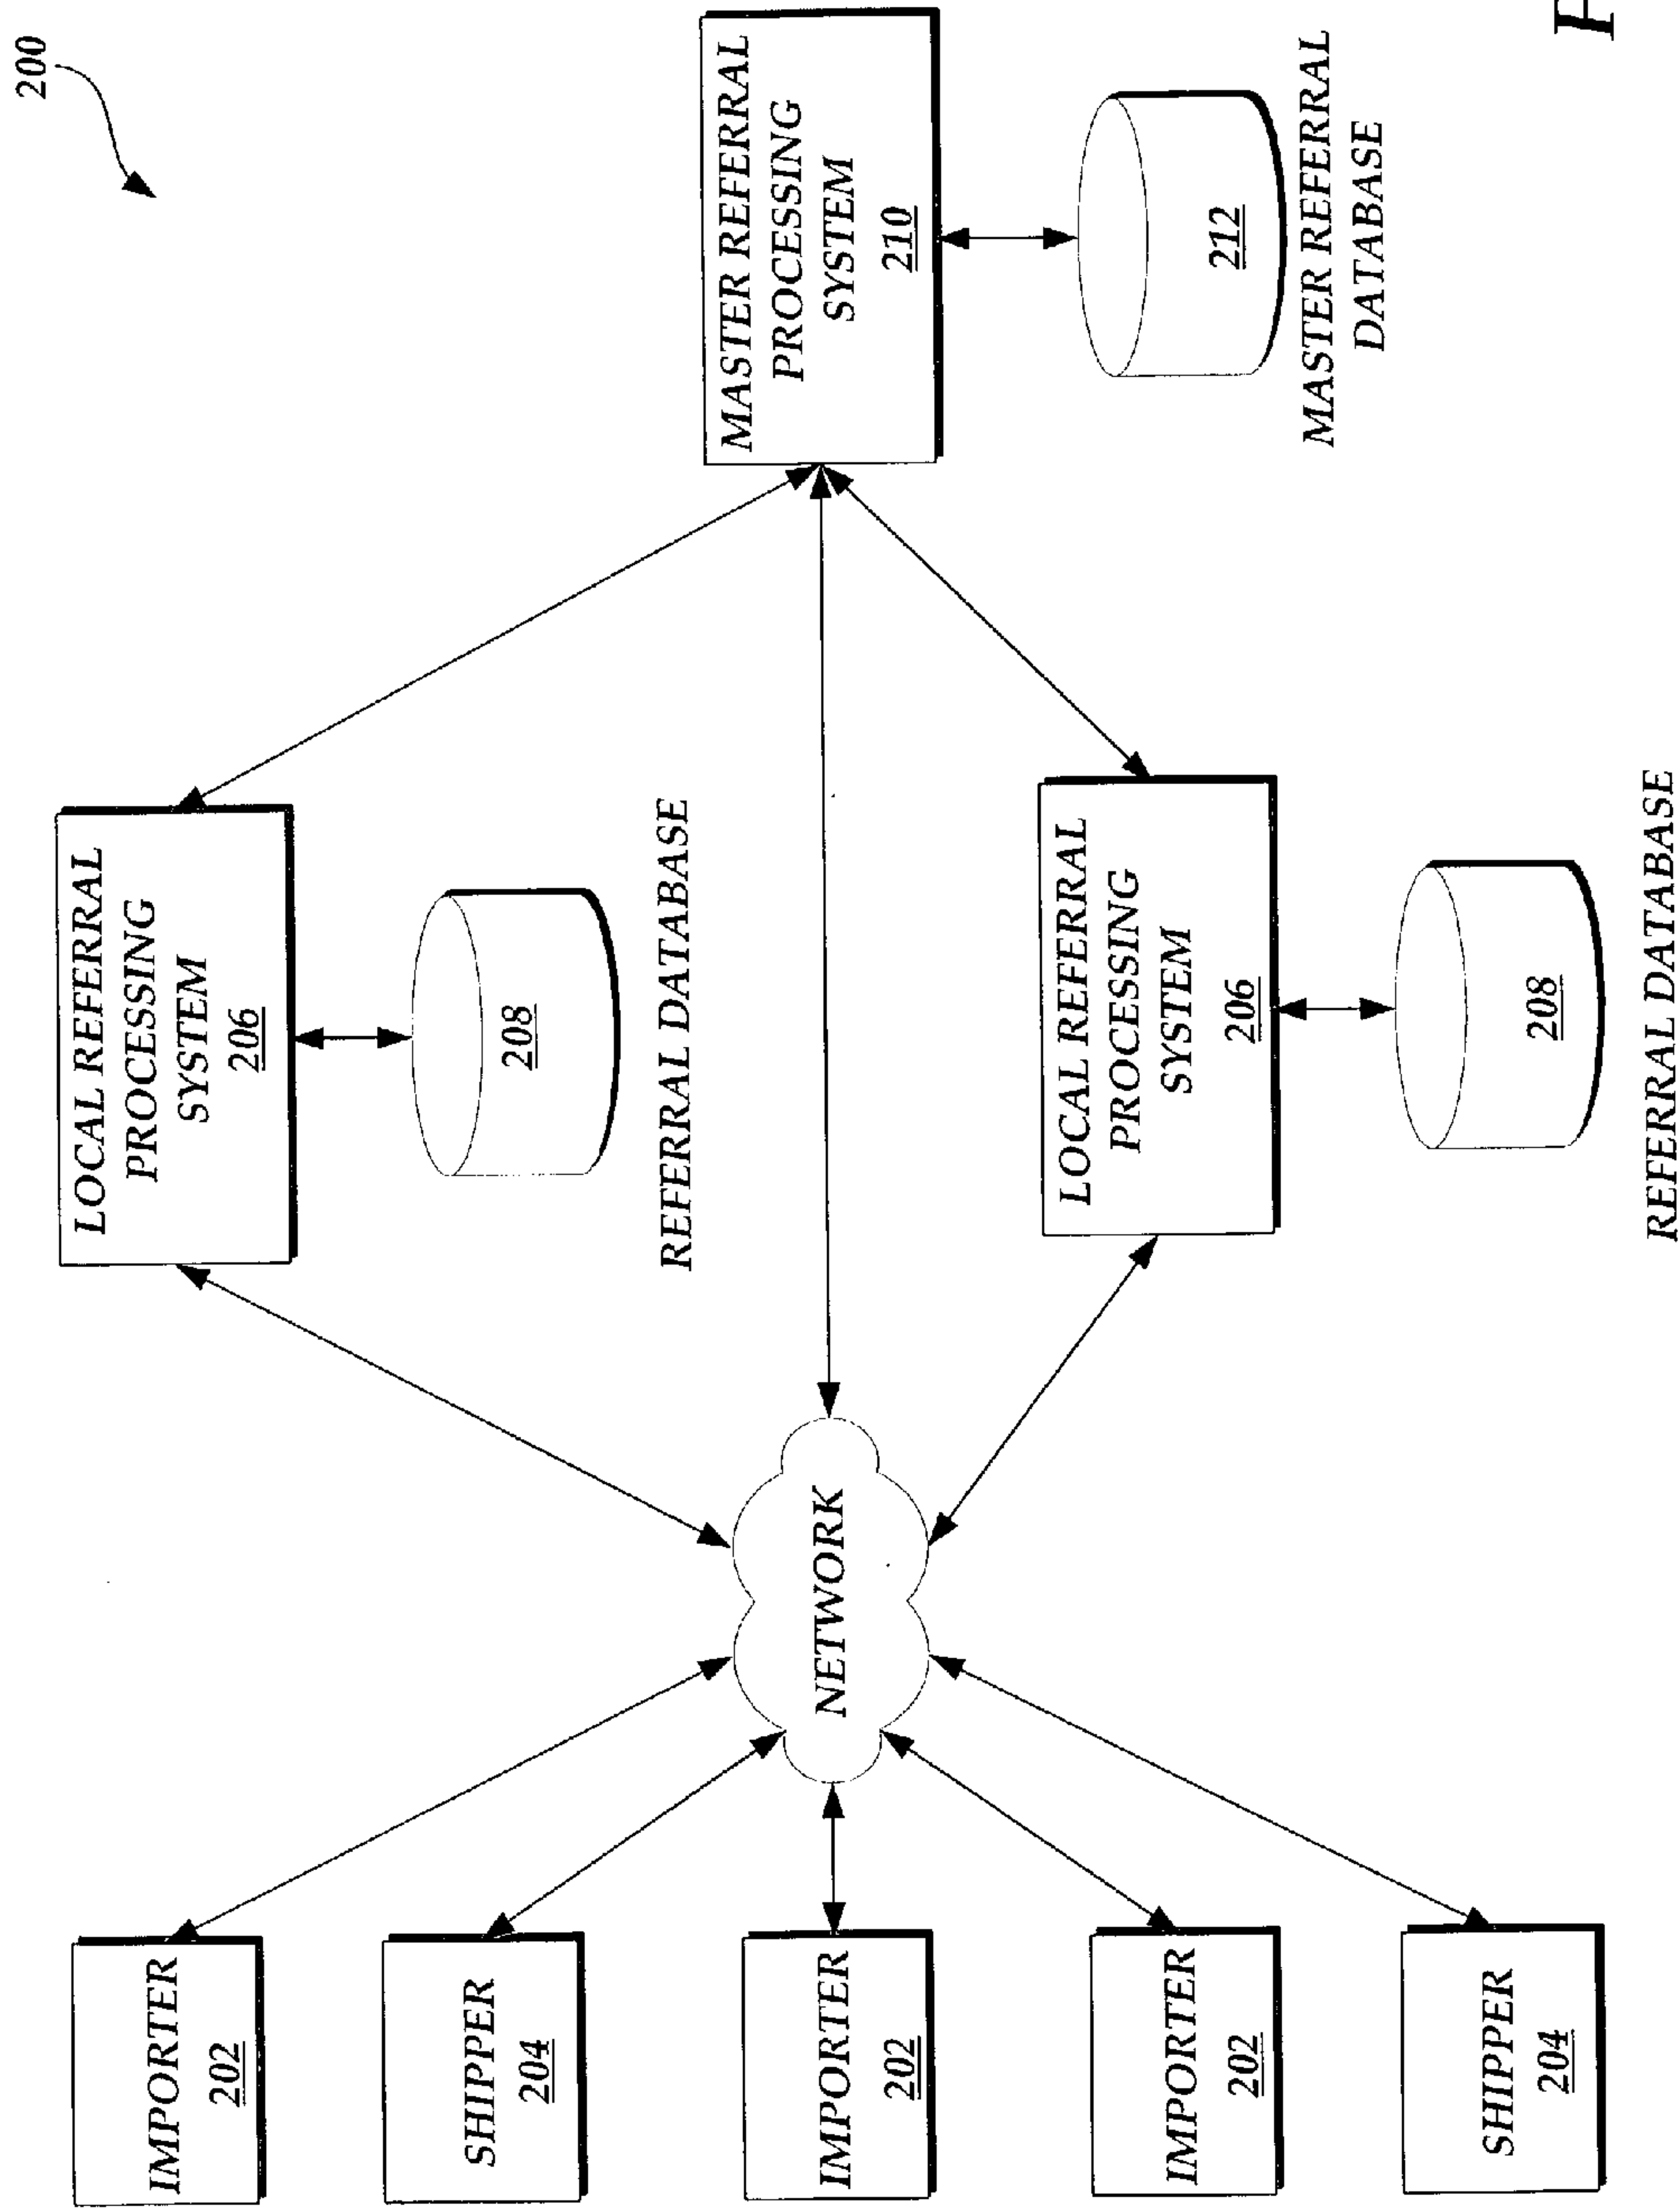 200
IMPORTER
202
SHIPPER
204
IMPORTER
202
IMPORTER
202
SHIPPER
204
NETWORK
LOCAL REFERRAL
PROCESSING
SYSTEM
206
208
REFERRAL DATABASE
LOCAL REFERRAL
PROCESSING
SYSTEM
206
208
REFERRAL DATABASE
MASTER REFERRAL
PROCESSING
SYSTEM
210
212
MASTER REFERRAL
DATABASE